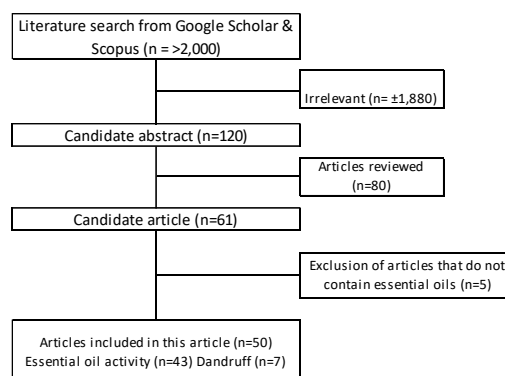 Literature search from Google Scholar &
Scopus (n = >2,000)
Irrelevant (n= ±1,880)
Candidate abstract (n=120)
Articles reviewed
(n=80)
Candidate article (n=61)
Exclusion of articles that do not
contain essential oils (n=5)
Articles included in this article (n=50)
Essential oil activity (n=43) Dandruff (n=7)